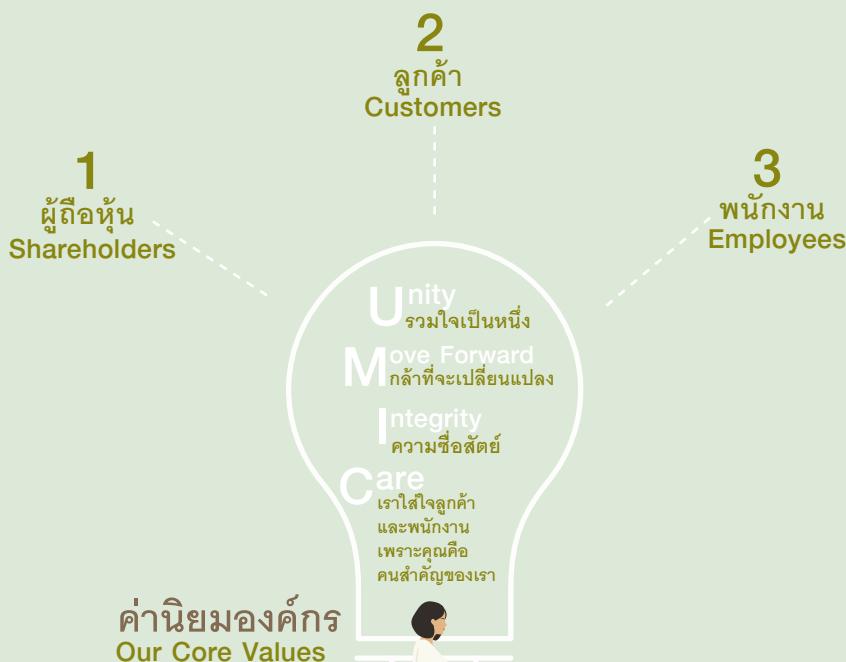 2
ลูกค้า
Customers
1
ผู้ถือหุ้น
Shareholders
3
พนักงาน
Employees
Unity
รวมใจเป็นหนึ่ง
Move Forward
กล้าที่จะเปลี่ยนแปลง
Integrity
ความซื่อสัตย์
Care
เราใส่ใจลูกค้า
และพนักงาน
เพราะคุณคือ
คนสำคัญของเรา
ค่านิยมองค์กร
Our Core Values